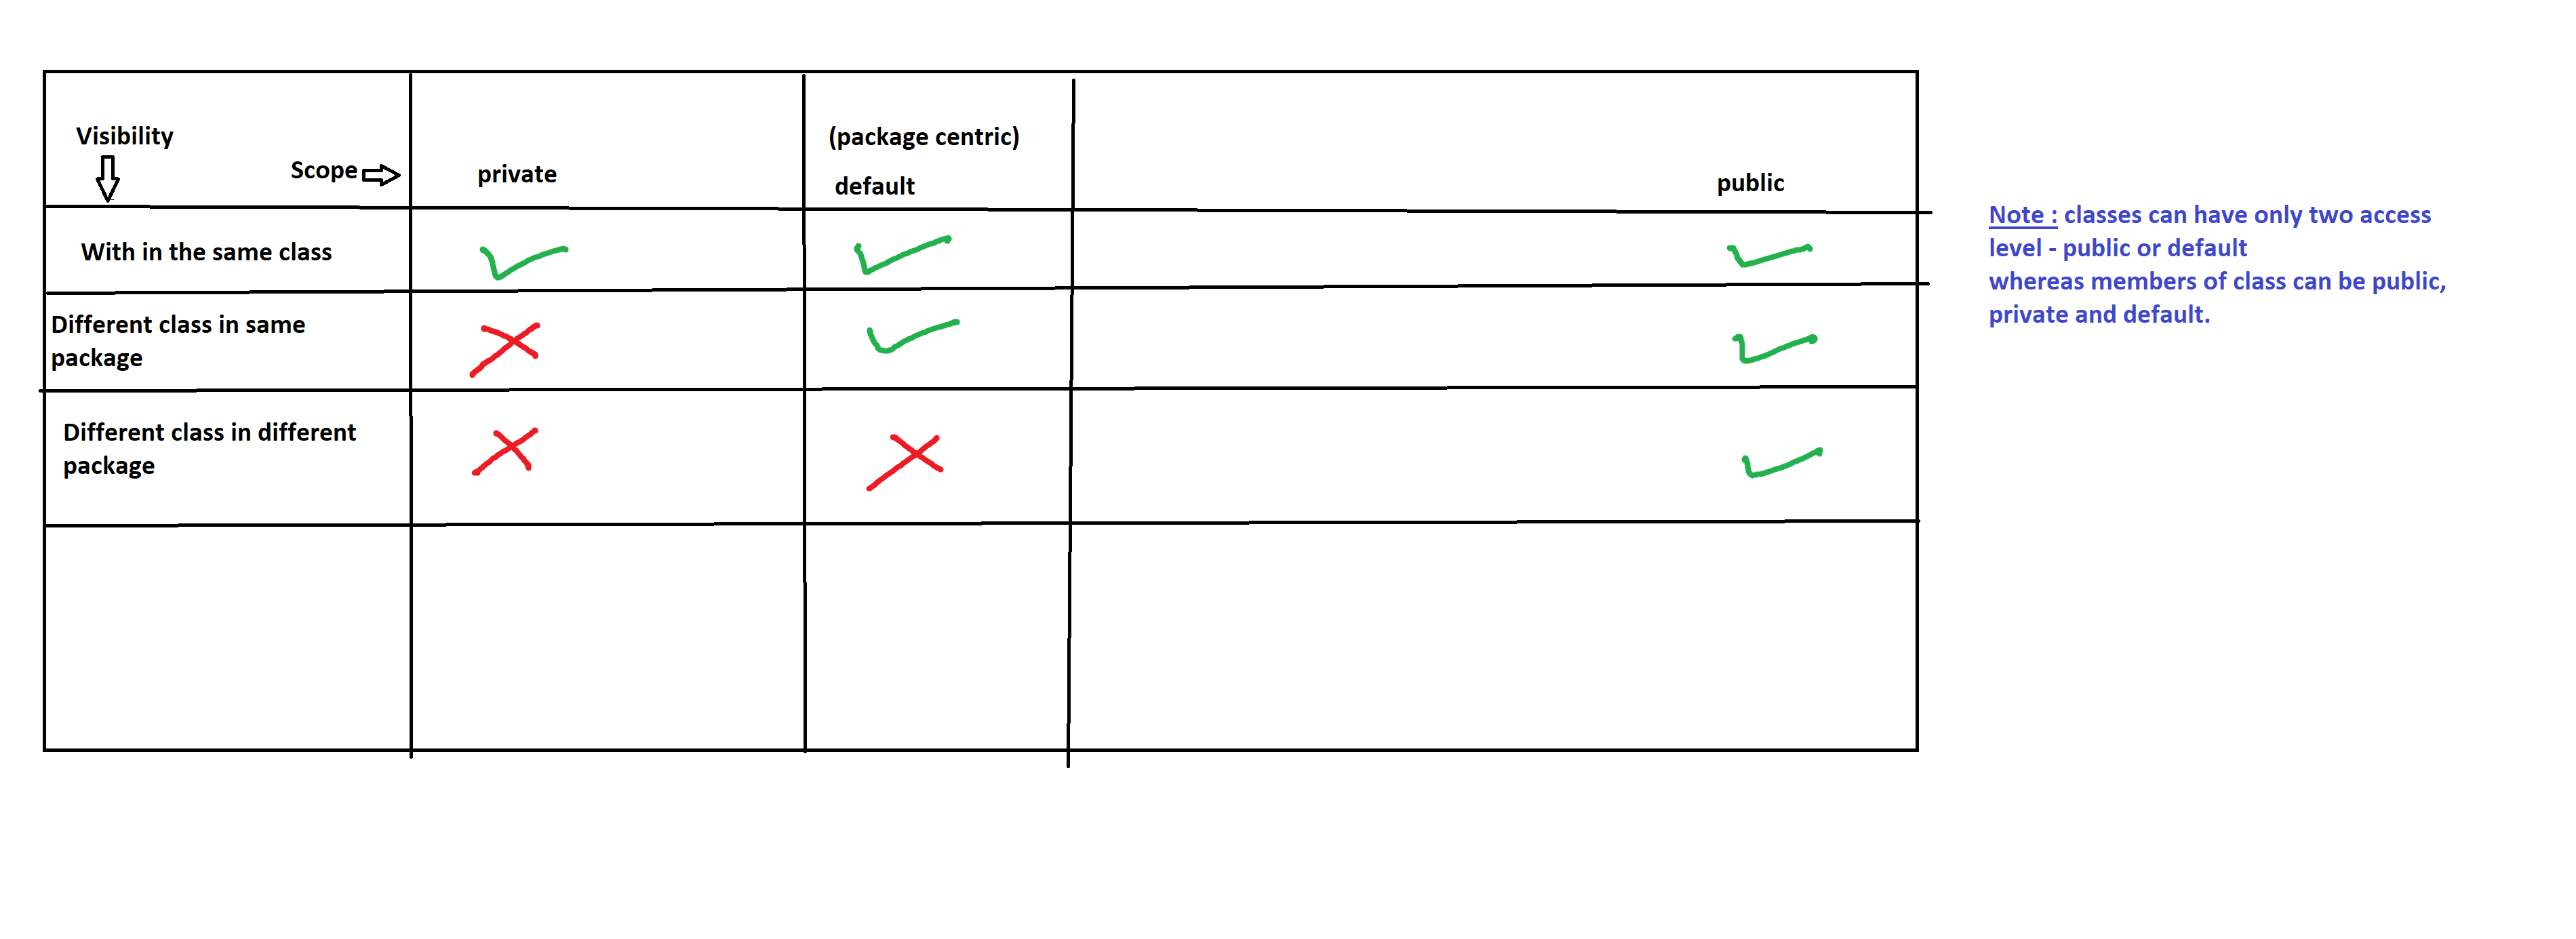 Visibility
Scope
private
(package centric)
default
public
With in the same class
Different class in same
package
Different class in different
package
Note : classes can have only two access
level - public or default
whereas members of class can be public,
private and default.